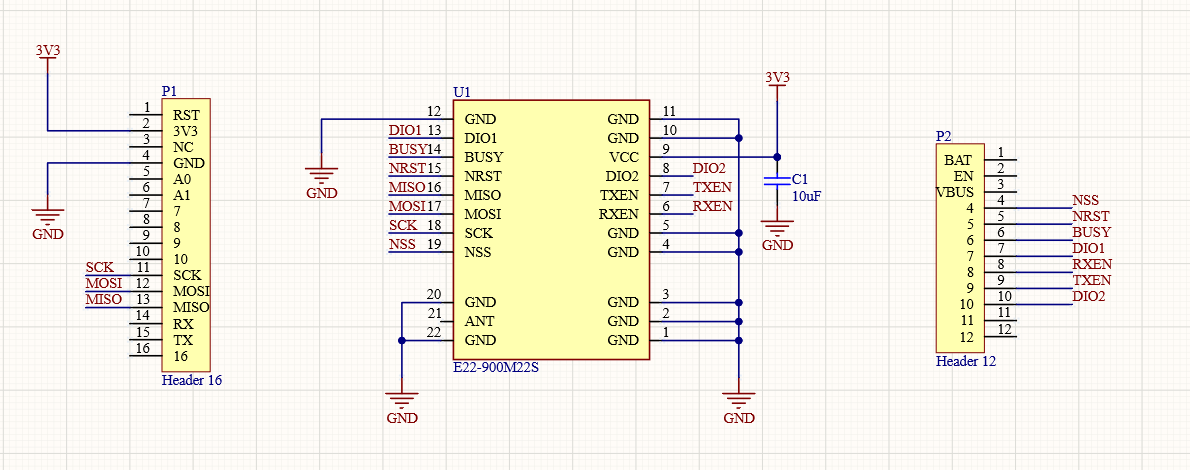 3V3
P1
1 RST
2 3V3
3 NC
4 GND
5 A0
6 A1
7 7
8 8
9 9
10 10
SCK 11 SCK
MOSI 12 MOSI
MISO 13 MISO
14 RX
15 TX
16 16
Header 16
GND
U1
12 GND
DIO1 13 DIO1
BUSY 14 BUSY
NRST 15 NRST
MISO 16 MISO
MOSI 17 MOSI
SCK 18 SCK
NSS 19 NSS
20 GND
21 ANT
22 GND
GND 11
GND 10
VCC 9
DIO2 8 DIO2
TXEN 7 TXEN
RXEN 6 RXEN
GND 5
GND 4
GND 3
GND 2
GND 1
E22-900M22S
GND
GND
GND
3V3
C1
10uF
GND
P2
BAT 1
EN 2
VBUS 3
4 4 NSS
5 5 NRST
6 6 BUSY
7 7 DIO1
8 8 RXEN
9 9 TXEN
10 10 DIO2
11 11
12 12
Header 12